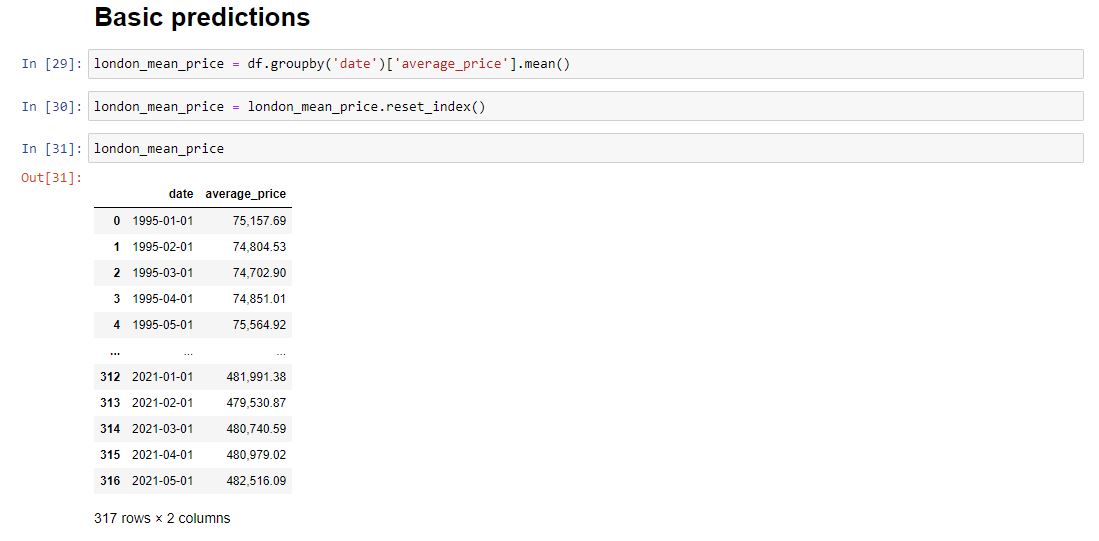 Basic predictions
In [29]: london_mean_price = df.groupby('date')['average_price'].mean()
In [30]: london_mean_price = london_mean_price.reset_index()
In [31]: london_mean_price
Out[31]:
date average_price
0 1995-01-01 75,157.69
1 1995-02-01 74,804.53
2 1995-03-01 74,702.90
3 1995-04-01 74,851.01
4 1995-05-01 75,564.92
... ... ...
312 2021-01-01 481,991.38
313 2021-02-01 479,530.87
314 2021-03-01 480,740.59
315 2021-04-01 480,979.02
316 2021-05-01 482,516.09
317 rows × 2 columns